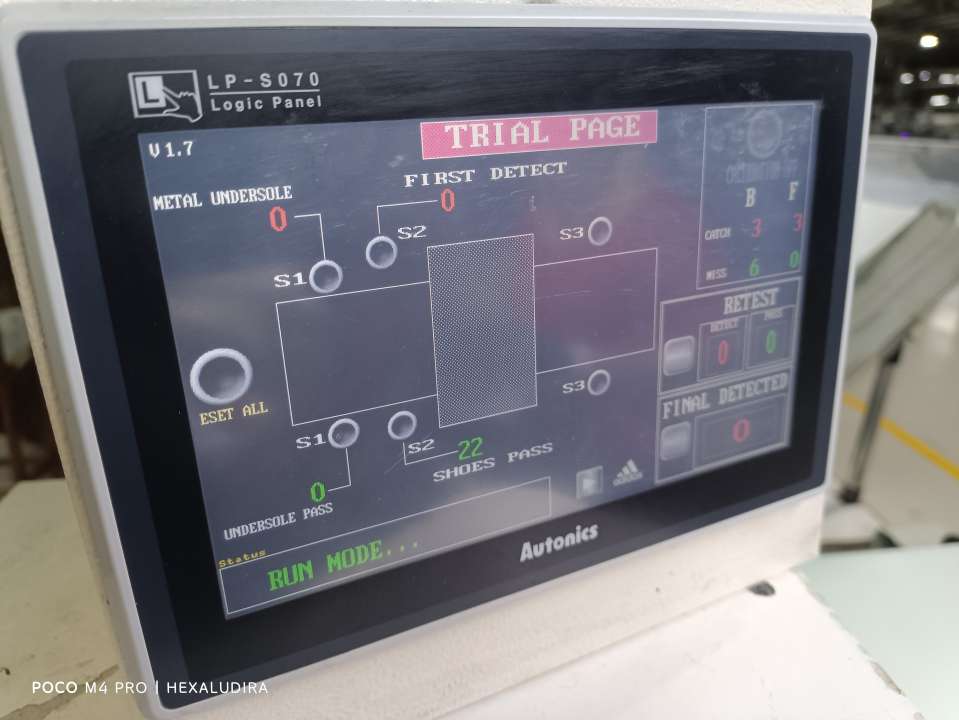 L LP-S070
Logic Panel
V 1.7
TRIAL PAGE
METAL UNDERSOLE
0
FIRST DETECT
0
S1
S2
S3
B F
CATCH 3 3
MISS 6 0
RETEST
DETECT PASS
0 0
ESET ALL
FINAL DETECTED
0
S1
S2
S3
22
SHOES PASS
0
UNDERSOLE PASS
adidas
Status
RUN MODE...
Autonics
POCO M4 PRO | HEXALUDIRA